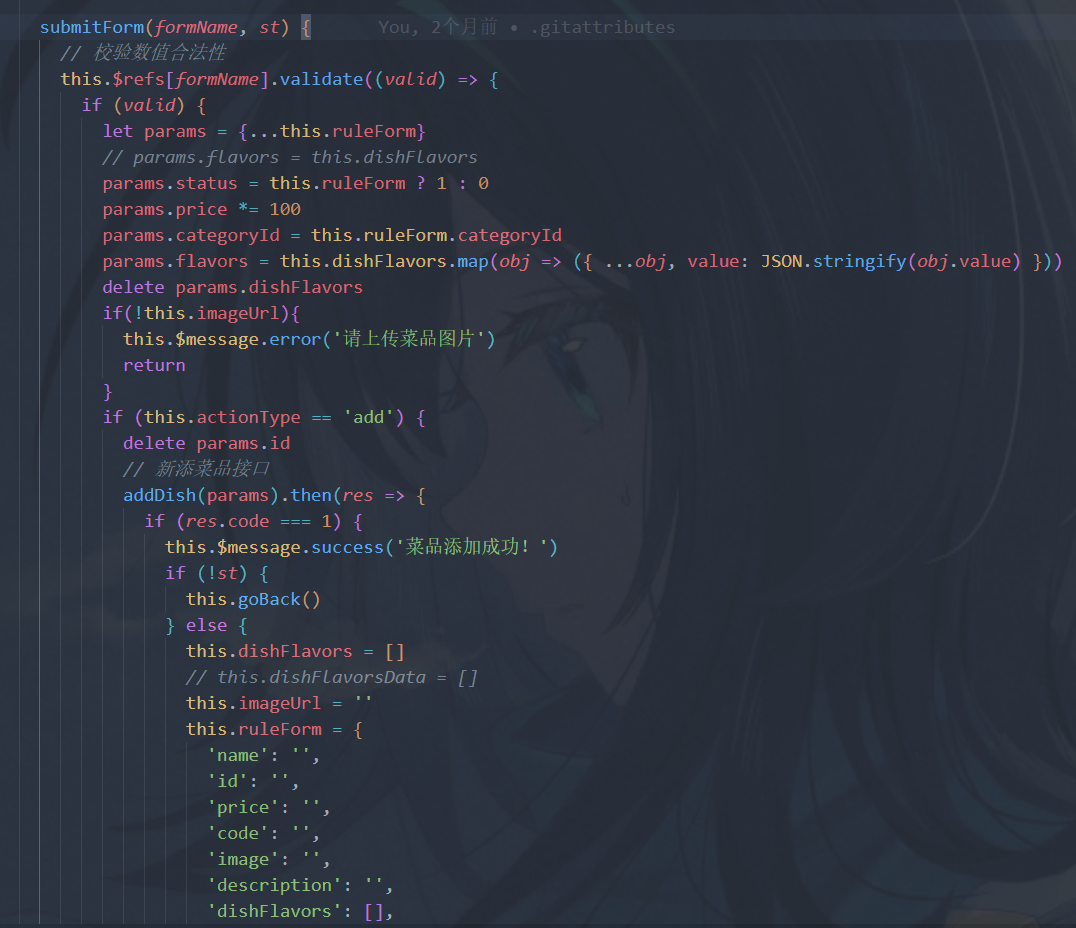 submitForm(formName, st) { You, 2个月前 • .gitattributes
// 校验数值合法性
this.$refs[formName].validate((valid) => {
if (valid) {
let params = {...this.ruleForm}
// params.flavors = this.dishFlavors
params.status = this.ruleForm ? 1 : 0
params.price *= 100
params.categoryId = this.ruleForm.categoryId
params.flavors = this.dishFlavors.map(obj => ({ ...obj, value: JSON.stringify(obj.value) }))
delete params.dishFlavors
if(!this.imageUrl){
this.$message.error('请上传菜品图片')
return
}
if (this.actionType == 'add') {
delete params.id
// 新添菜品接口
addDish(params).then(res => {
if (res.code === 1) {
this.$message.success('菜品添加成功！')
if (!st) {
this.goBack()
} else {
this.dishFlavors = []
// this.dishFlavorsData = []
this.imageUrl = ''
this.ruleForm = {
'name': '',
'id': '',
'price': '',
'code': '',
'image': '',
'description': '',
'dishFlavors': [],